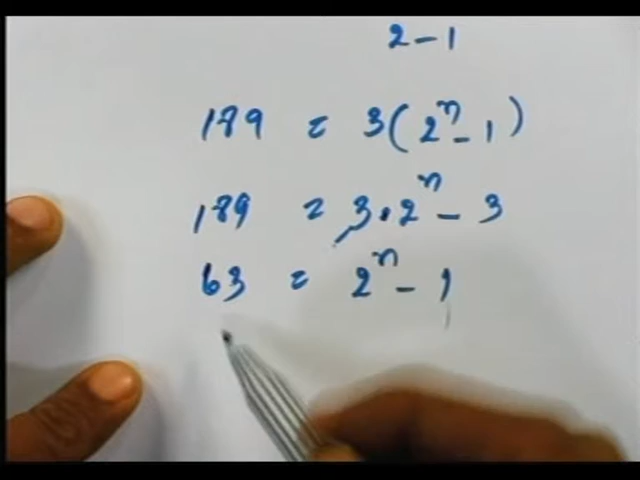 2 - 1
189 = 3(2ⁿ - 1)
189 = 3.2ⁿ - 3
63 = 2ⁿ - 1